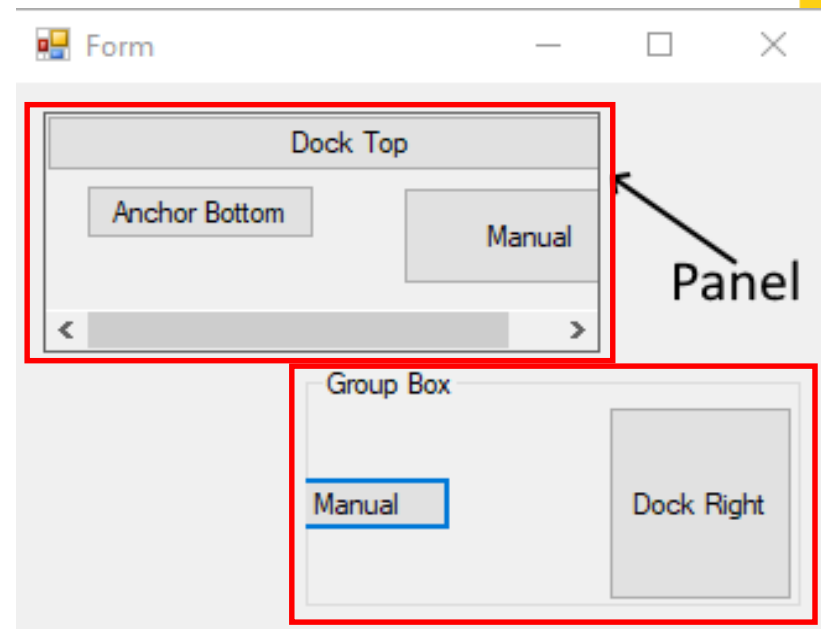 Form
Dock Top
Anchor Bottom
Manual
Panel
Group Box
Manual
Dock Right